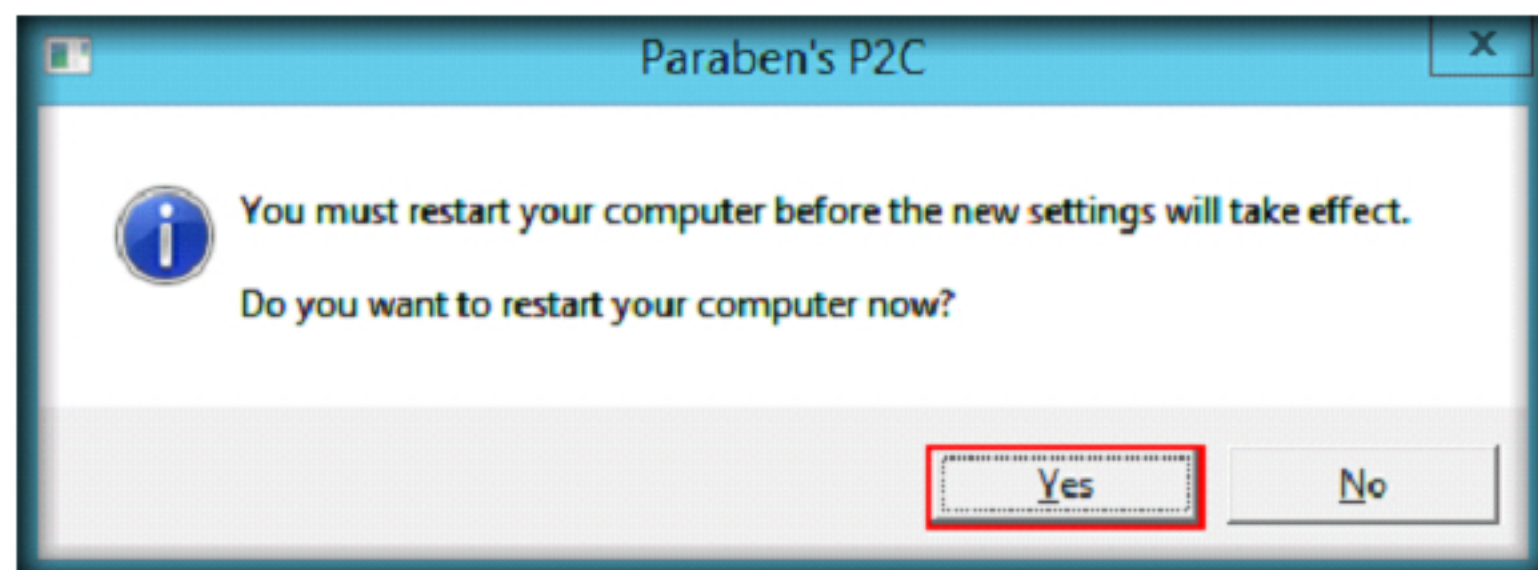 Paraben's P2C
x
You must restart your computer before the new settings will take effect.
Do you want to restart your computer now?
Yes
No